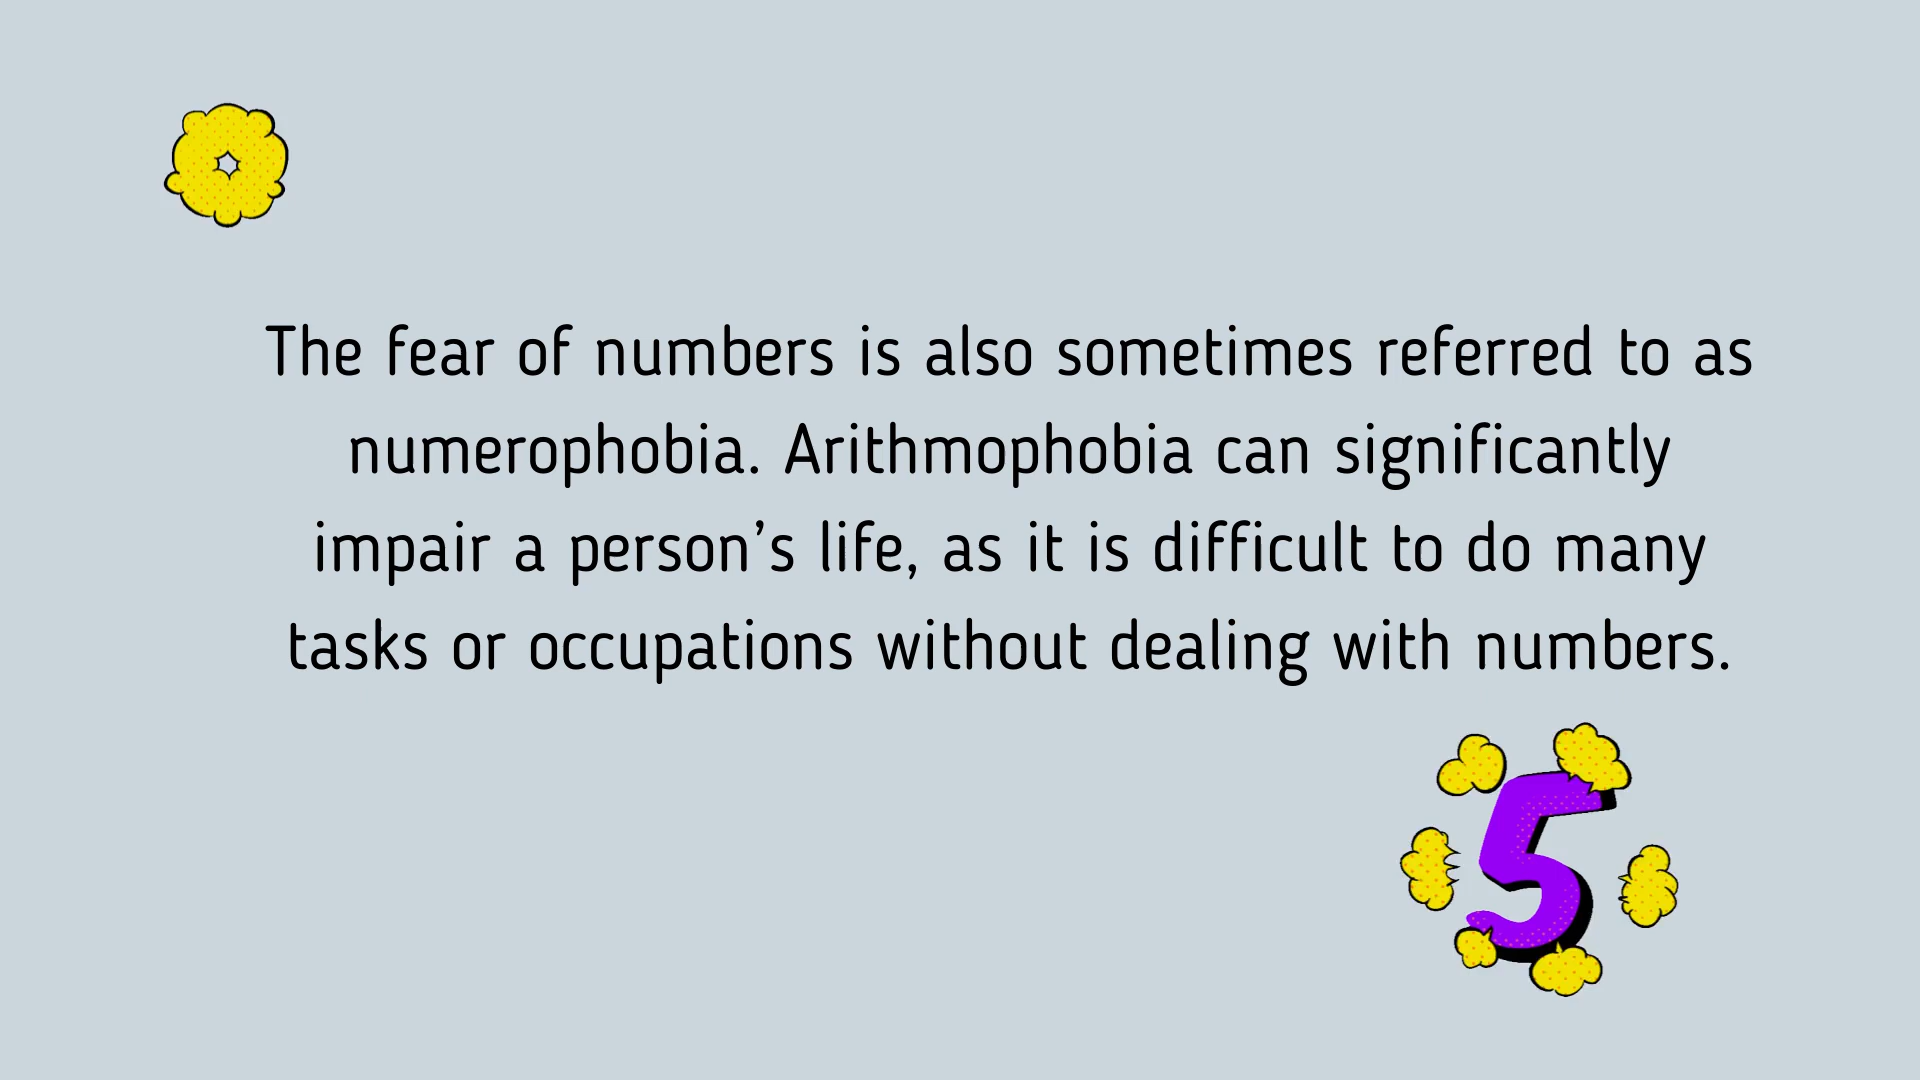 The fear of numbers is also sometimes referred to as
numerophobia. Arithmophobia can significantly
impair a person’s life, as it is difficult to do many
tasks or occupations without dealing with numbers.
5